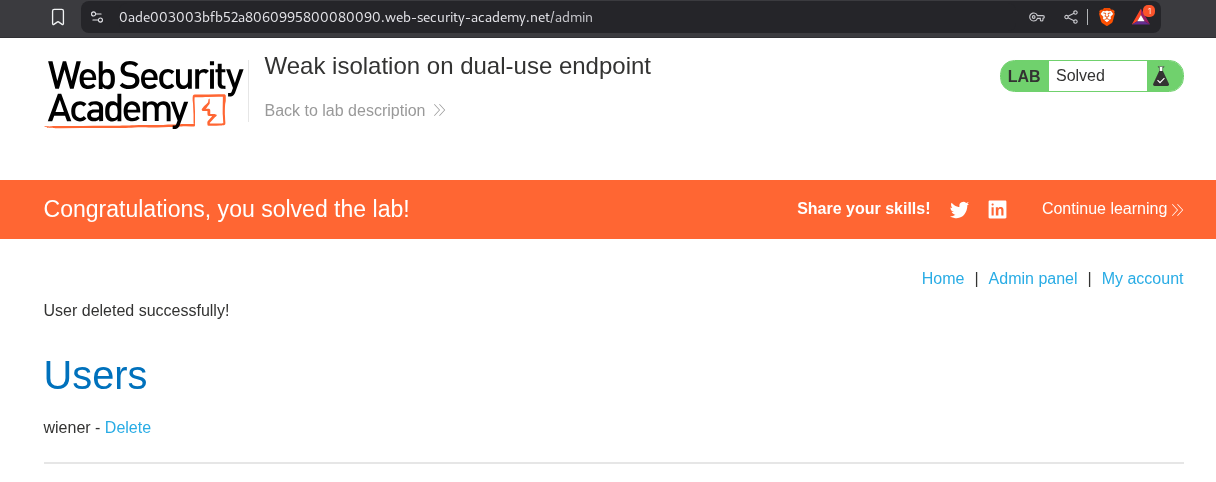 0ade003003bfb52a8060995800080090.web-security-academy.net/admin
1
Web Security
Academy
Weak isolation on dual-use endpoint
Back to lab description
LAB Solved
Congratulations, you solved the lab!
Share your skills!
Continue learning
Home | Admin panel | My account
User deleted successfully!
Users
wiener - Delete